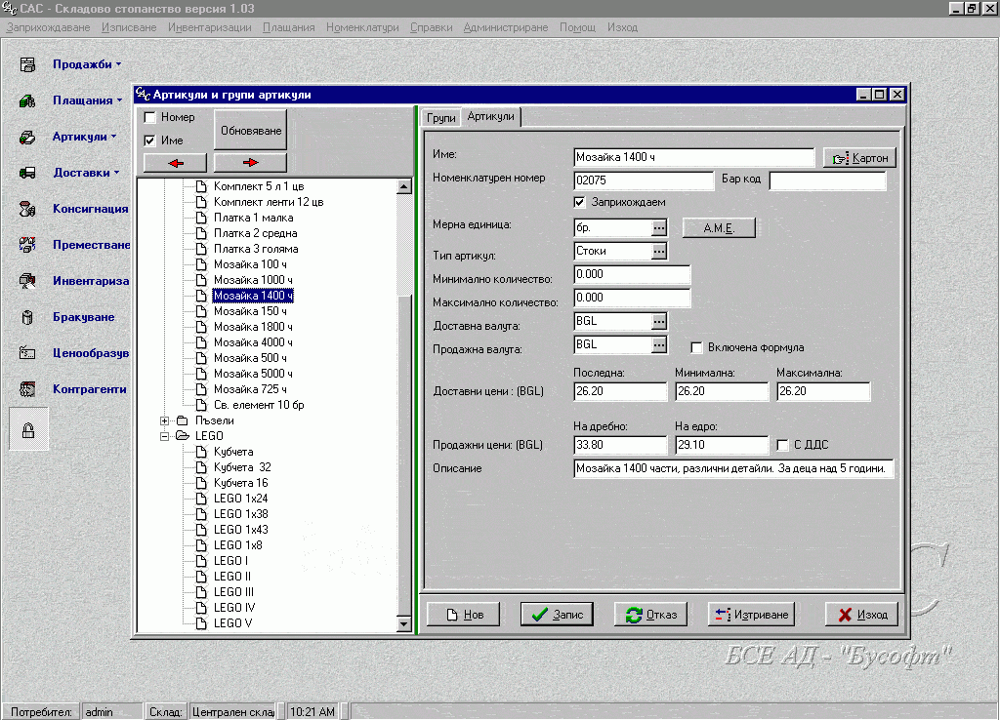 САС - Складово стопанство версия 1.03
Заприхождаване Изписване Инвентаризации Плащания Номенклатури Справки Администриране Помощ Изход
Продажби
Плащания
Артикули
Доставки
Консигнация
Преместване
Инвентариза
Бракуване
Ценообразув
Контрагенти
Артикули и групи артикули
Номер
Име
Обновяване
Комплект 5 л 1 цв
Комплект ленти 12 цв
Платка 1 малка
Платка 2 средна
Платка 3 голяма
Мозайка 100 ч
Мозайка 1000 ч
Мозайка 1400 ч
Мозайка 150 ч
Мозайка 1800 ч
Мозайка 4000 ч
Мозайка 500 ч
Мозайка 5000 ч
Мозайка 725 ч
Св. елемент 10 бр
Пъзели
LEGO
Кубчета
Кубчета 32
Кубчета 16
LEGO 1x24
LEGO 1x38
LEGO 1x43
LEGO 1x8
LEGO I
LEGO II
LEGO III
LEGO IV
LEGO V
Групи Артикули
Име: Мозайка 1400 ч Картон
Номенклатурен номер 02075 Бар код
Заприхождаем
Мерна единица: бр. ... А.М.Е.
Тип артикул: Стоки ...
Минимално количество: 0.000
Максимално количество: 0.000
Доставна валута: BGL ...
Продажна валута: BGL ... Включена формула
Последна: Минимална: Максимална:
Доставни цени : (BGL) 26.20 26.20 26.20
На дребно: На едро:
Продажни цени: (BGL) 33.80 29.10 С ДДС
Описание Мозайка 1400 части, различни детайли. За деца над 5 години.
Нов Запис Отказ Изтриване Изход
БСЕ АД - "Бусофт"
Потребител: admin Склад: Централен скла 10:21 AM